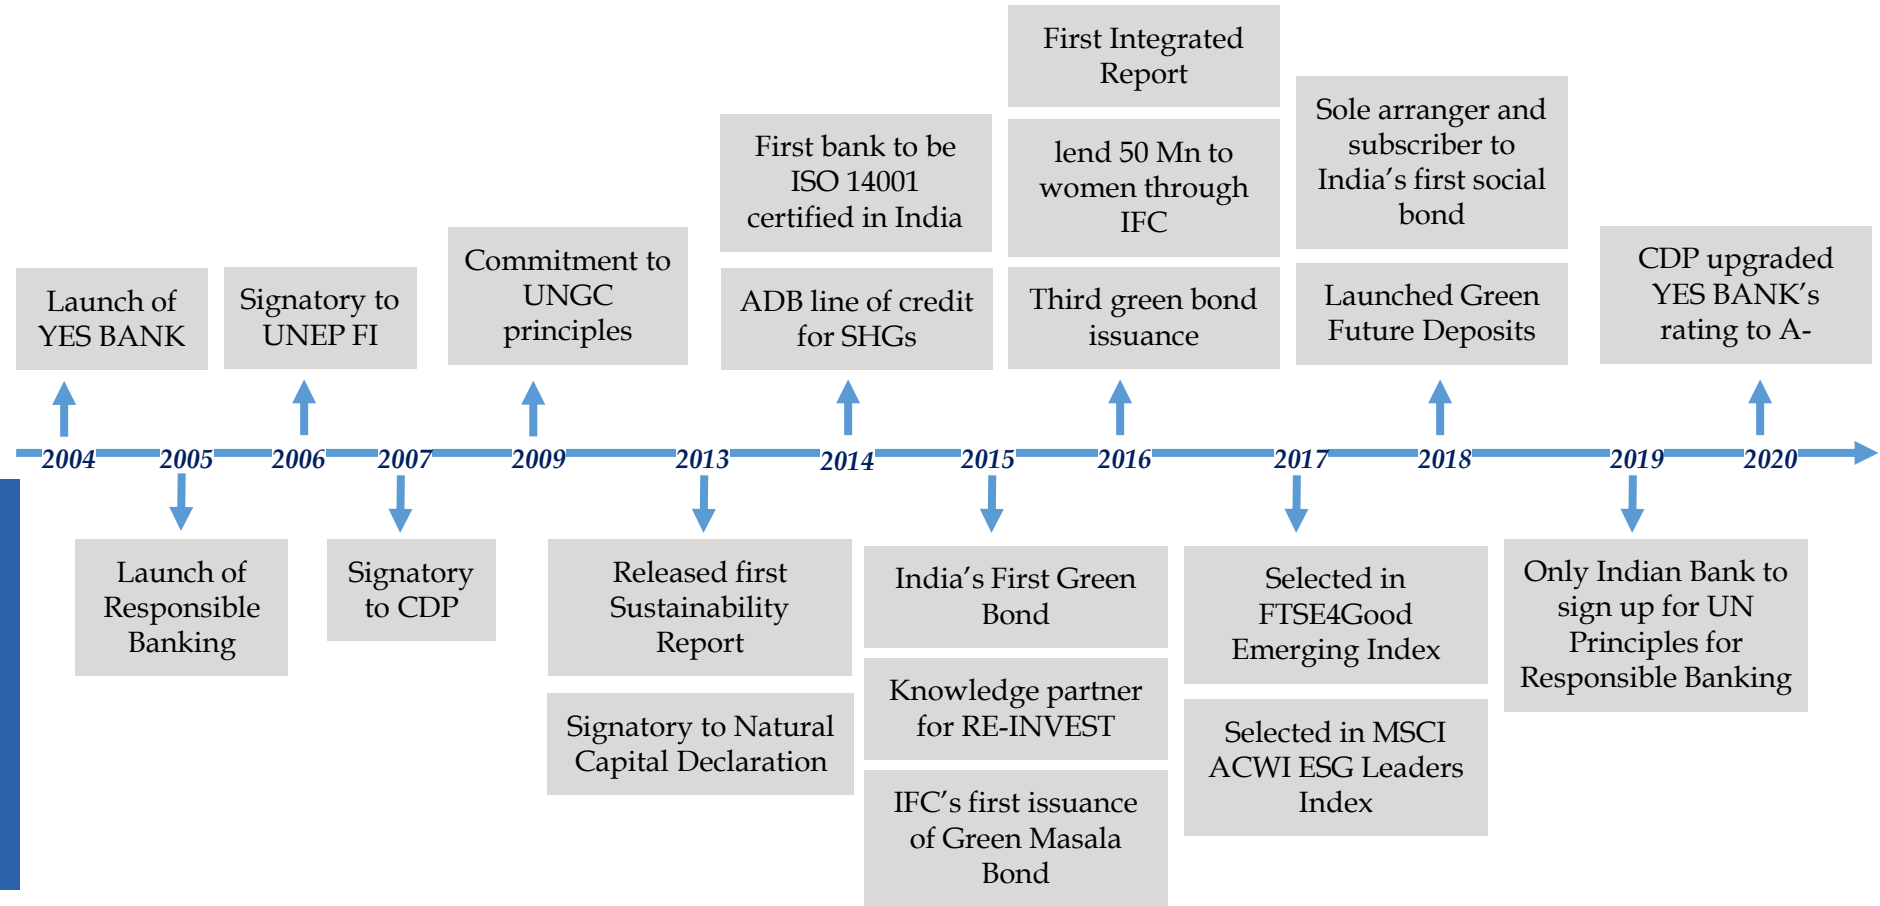 First Integrated
Report
lend 50 Mn to
women through
IFC
Third green bond
issuance
Sole arranger and
subscriber to
India’s first social
bond
Launched Green
Future Deposits
First bank to be
ISO 14001
certified in India
ADB line of credit
for SHGs
Commitment to
UNGC
principles
CDP upgraded
YES BANK’s
rating to A-
Launch of
YES BANK
Signatory to
UNEP FI
2004 2005 2006 2007 2009 2013 2014 2015 2016 2017 2018 2019 2020
Launch of
Responsible
Banking
Signatory
to CDP
Released first
Sustainability
Report
Signatory to Natural
Capital Declaration
India’s First Green
Bond
Knowledge partner
for RE-INVEST
IFC’s first issuance
of Green Masala
Bond
Selected in
FTSE4Good
Emerging Index
Selected in MSCI
ACWI ESG Leaders
Index
Only Indian Bank to
sign up for UN
Principles for
Responsible Banking